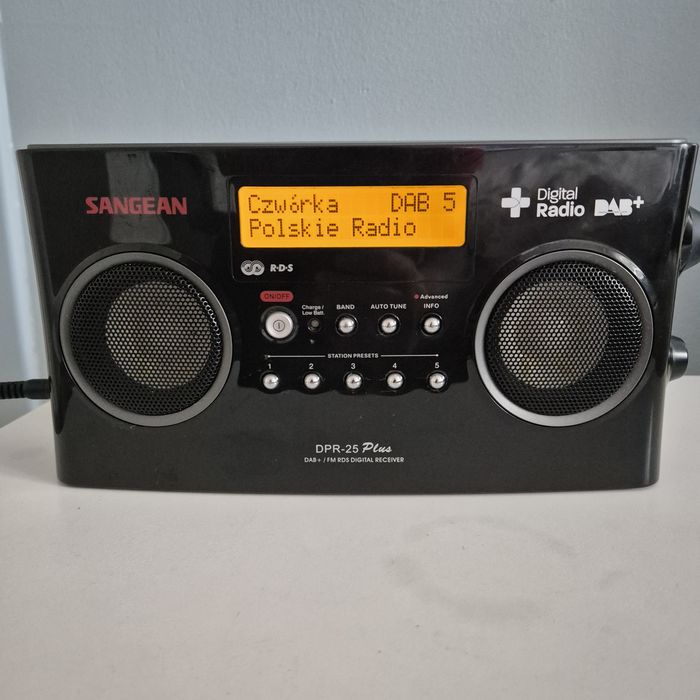 SANGEAN
Czwórka DAB 5
Polskie Radio
Digital
Radio
DAB+
R·D·S
ON/OFF
Charge /
Low Batt.
BAND
AUTO TUNE
Advanced
INFO
STATION PRESETS
1 2 3 4 5
DPR-25 Plus
DAB+ / FM RDS DIGITAL RECEIVER